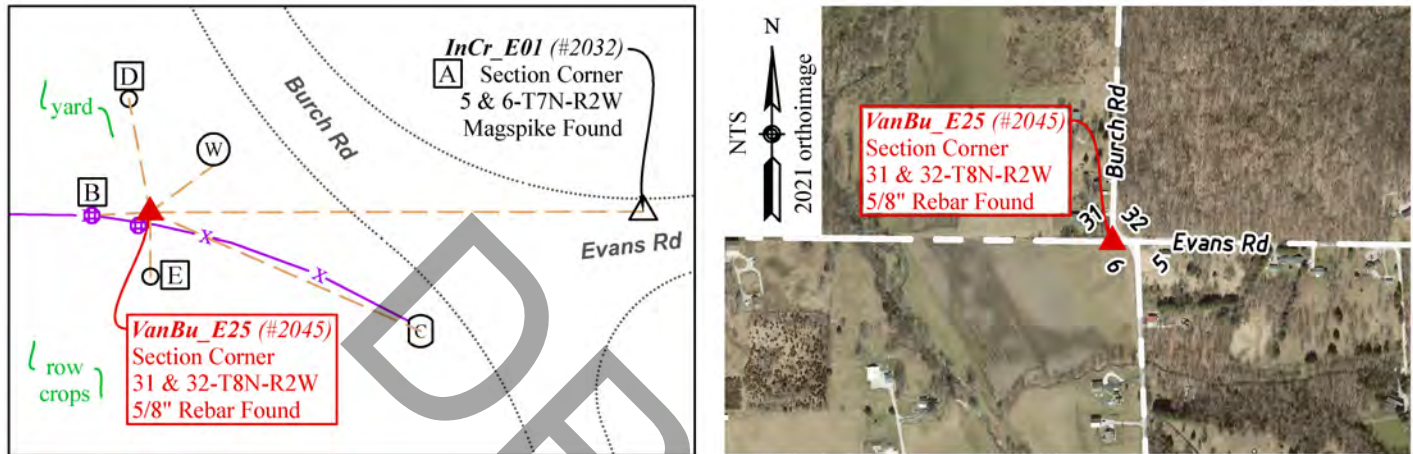 D
yard
W
B
E
row
crops
C
X
X
Burch Rd
InCr_E01 (#2032)
A Section Corner
5 & 6-T7N-R2W
Magspike Found
Evans Rd
VanBu_E25 (#2045)
Section Corner
31 & 32-T8N-R2W
5/8" Rebar Found
D
R
N
NTS
2021 orthoimage
VanBu_E25 (#2045)
Section Corner
31 & 32-T8N-R2W
5/8" Rebar Found
Burch Rd
31 32
Evans Rd
6 5